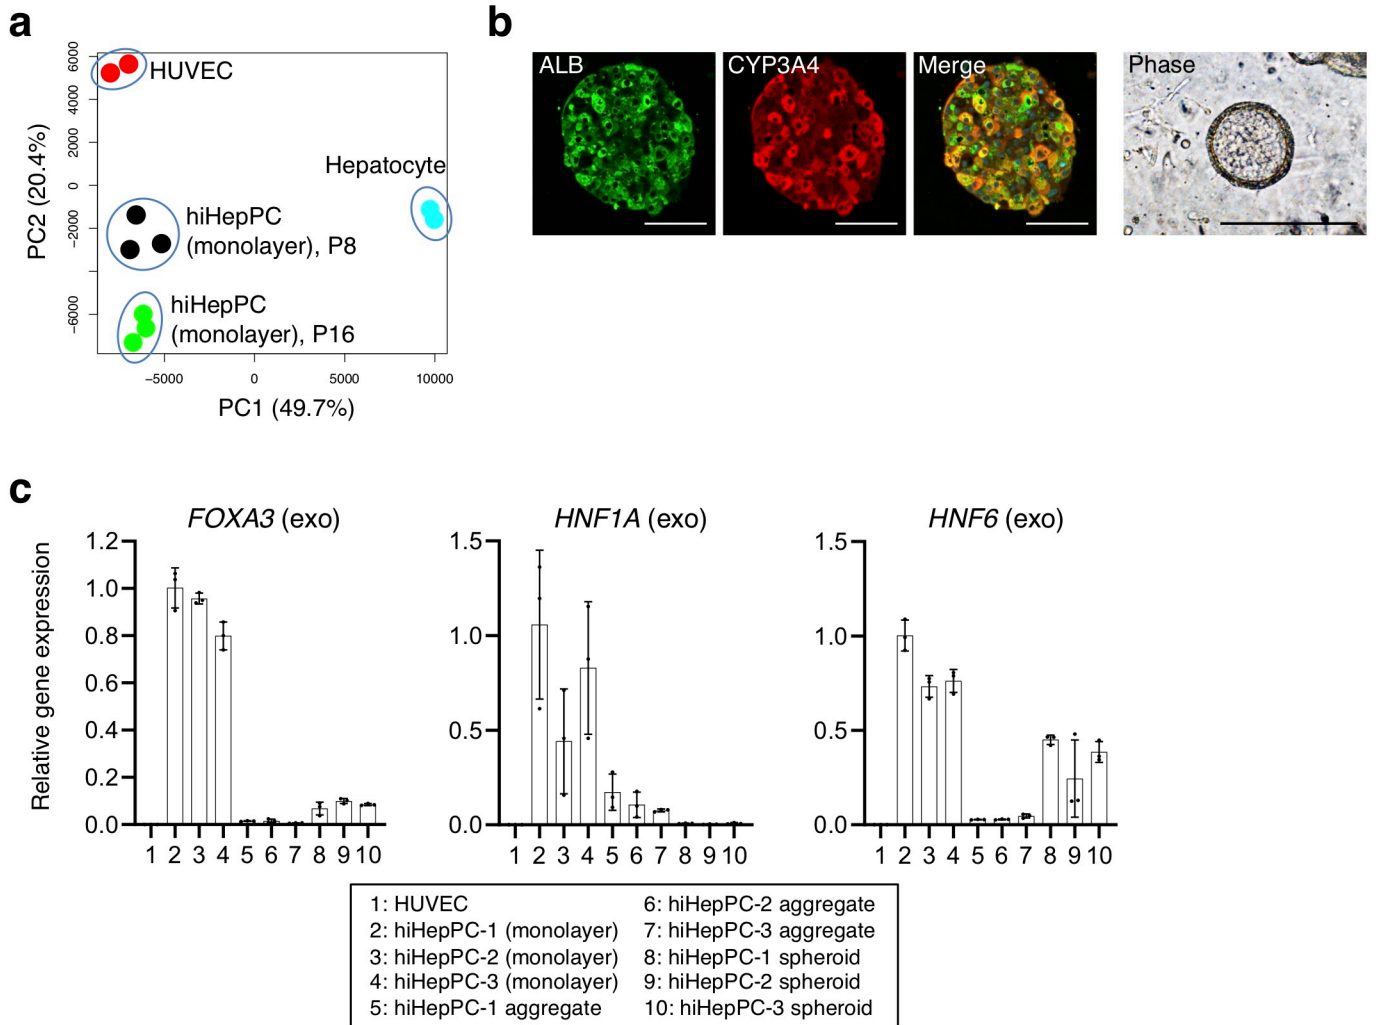 a
6000
4000
2000
0
−2000
−6000
PC2 (20.4%)
HUVEC
Hepatocyte
hiHepPC
(monolayer), P8
hiHepPC
(monolayer), P16
−5000 0 5000 10000
PC1 (49.7%)
b
ALB CYP3A4 Merge Phase
c
Relative gene expression
FOXA3 (exo)
1.2
1.0
0.8
0.6
0.4
0.2
0.0
1 2 3 4 5 6 7 8 9 10
HNF1A (exo)
1.5
1.0
0.5
0.0
1 2 3 4 5 6 7 8 9 10
HNF6 (exo)
1.5
1.0
0.5
0.0
1 2 3 4 5 6 7 8 9 10
1: HUVEC
2: hiHepPC-1 (monolayer)
3: hiHepPC-2 (monolayer)
4: hiHepPC-3 (monolayer)
5: hiHepPC-1 aggregate
6: hiHepPC-2 aggregate
7: hiHepPC-3 aggregate
8: hiHepPC-1 spheroid
9: hiHepPC-2 spheroid
10: hiHepPC-3 spheroid